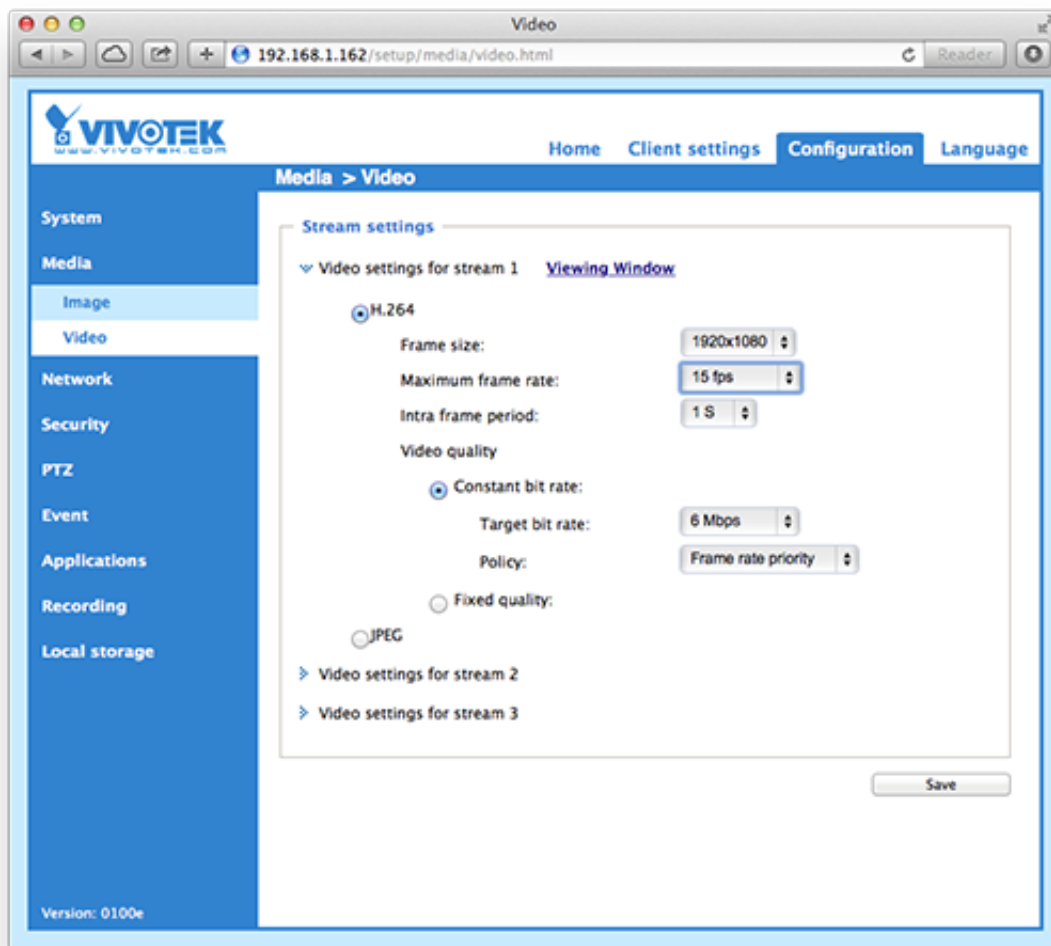 Video
192.168.1.162/setup/media/video.html
Reader
VIVOTEK
WWW.VIVOTEK.COM
Home Client settings Configuration Language
Media > Video
System
Media
Image
Video
Network
Security
PTZ
Event
Applications
Recording
Local storage
Version: 0100e
Stream settings
Video settings for stream 1 Viewing Window
H.264
Frame size: 1920x1080
Maximum frame rate: 15 fps
Intra frame period: 1 S
Video quality
Constant bit rate:
Target bit rate: 6 Mbps
Policy: Frame rate priority
Fixed quality:
JPEG
Video settings for stream 2
Video settings for stream 3
Save